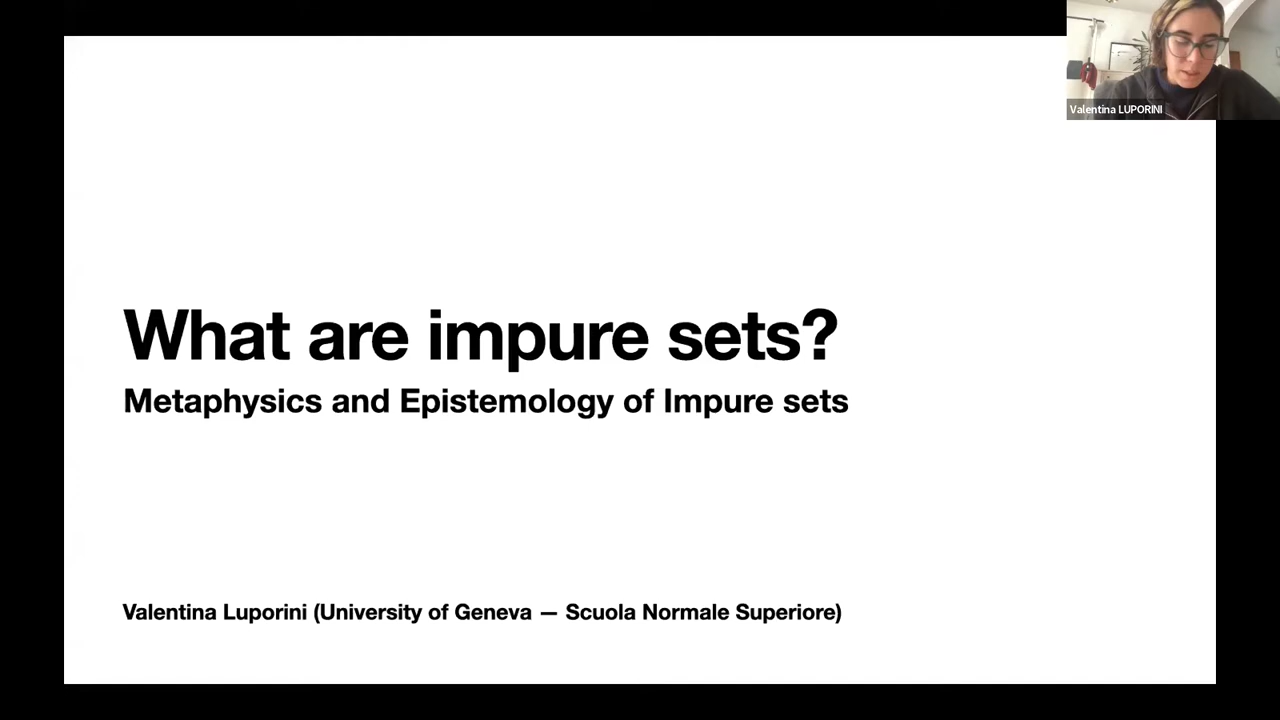 Valentina LUPORINI
What are impure sets?
Metaphysics and Epistemology of Impure sets
Valentina Luporini (University of Geneva — Scuola Normale Superiore)